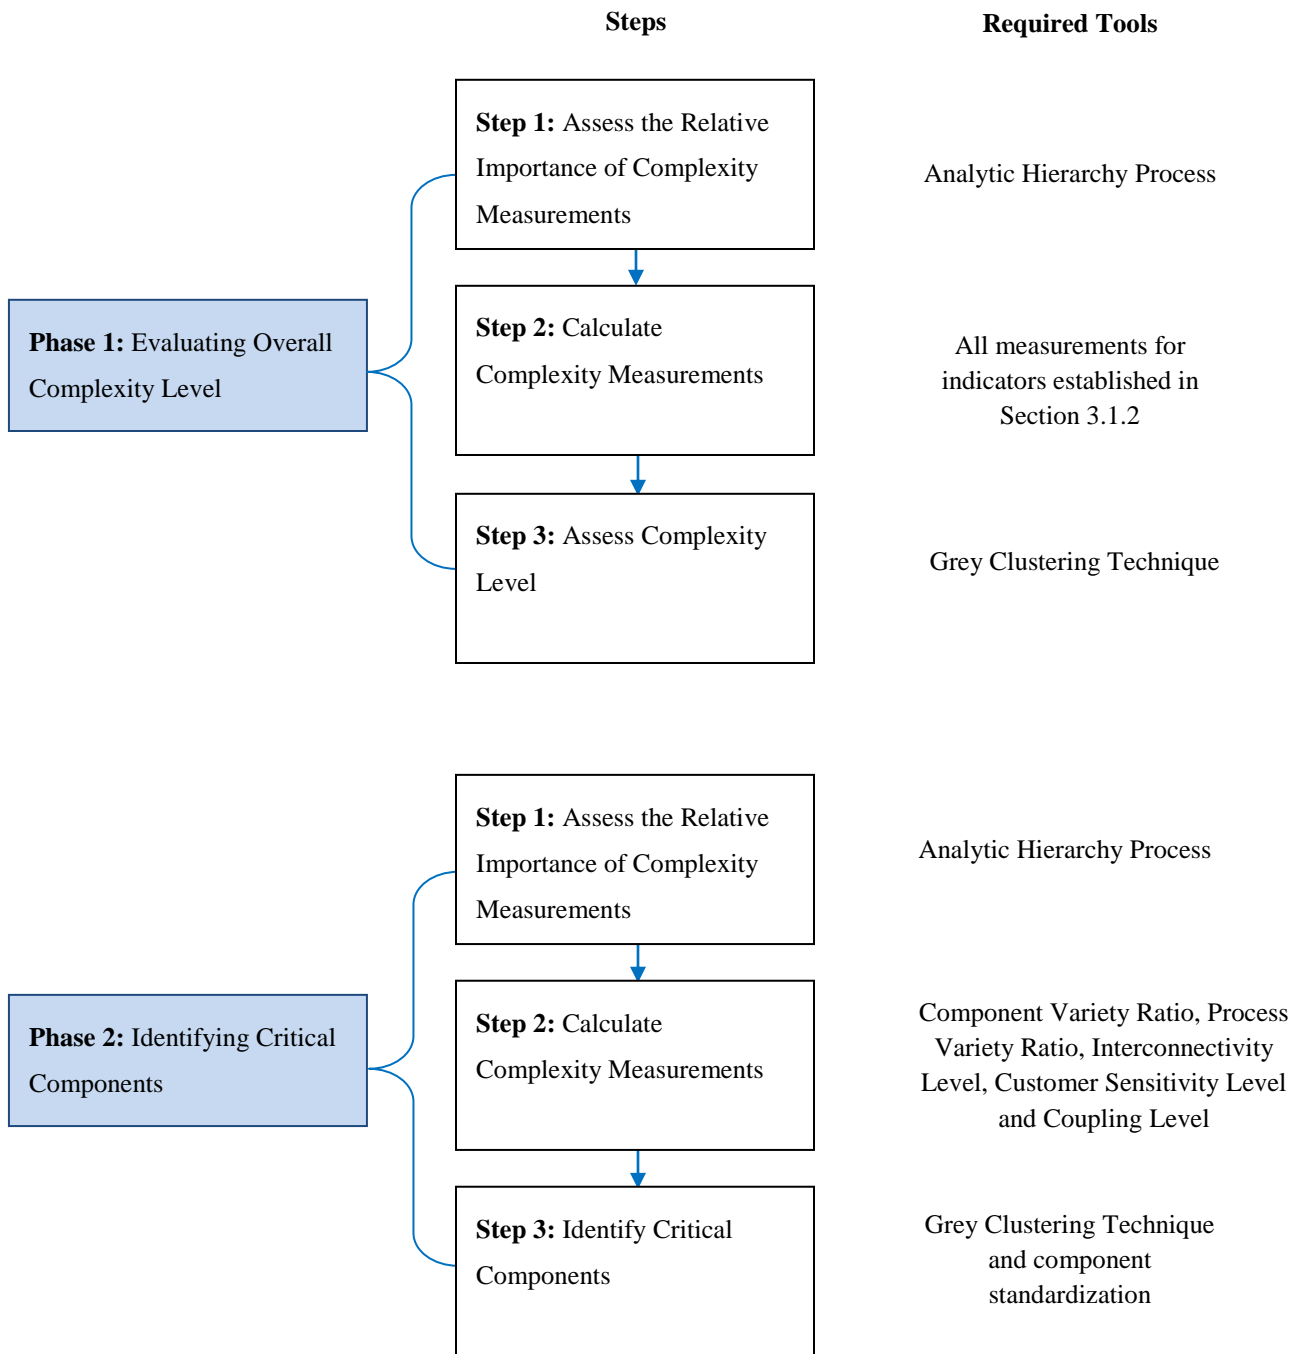 Steps
Required Tools
Step 1: Assess the Relative
Importance of Complexity
Measurements
Analytic Hierarchy Process
Phase 1: Evaluating Overall
Complexity Level
Step 2: Calculate
Complexity Measurements
All measurements for
indicators established in
Section 3.1.2
Step 3: Assess Complexity
Level
Grey Clustering Technique
Step 1: Assess the Relative
Importance of Complexity
Measurements
Analytic Hierarchy Process
Phase 2: Identifying Critical
Components
Step 2: Calculate
Complexity Measurements
Component Variety Ratio, Process
Variety Ratio, Interconnectivity
Level, Customer Sensitivity Level
and Coupling Level
Step 3: Identify Critical
Components
Grey Clustering Technique
and component
standardization